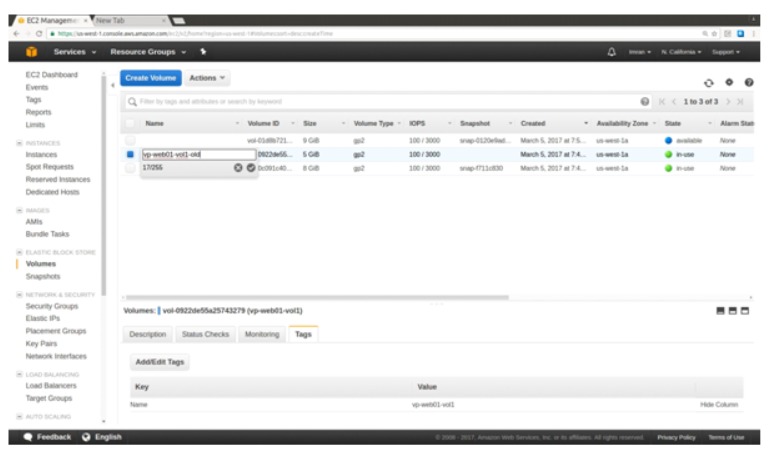 EC2 Management
New Tab
https://us-west-1.console.aws.amazon.com/ec2/v2/home?region=us-west-1#Volumes:sort=desc:createTime
Services
Resource Groups
imran
N. California
Support
EC2 Dashboard
Events
Tags
Reports
Limits
INSTANCES
Instances
Spot Requests
Reserved Instances
Dedicated Hosts
IMAGES
AMIs
Bundle Tasks
ELASTIC BLOCK STORE
Volumes
Snapshots
NETWORK & SECURITY
Security Groups
Elastic IPs
Placement Groups
Key Pairs
Network Interfaces
LOAD BALANCING
Load Balancers
Target Groups
AUTO SCALING
Create Volume
Actions
Filter by tags and attributes or search by keyword
1 to 3 of 3
Name Volume ID Size Volume Type IOPS Snapshot Created Availability Zone State Alarm Stat
vol-01d8b721... 9 GiB gp2 100 / 3000 snap-0120e9ad... March 5, 2017 at 7:5... us-west-1a available None
vp-web01-vol1-old 0922de55... 5 GiB gp2 100 / 3000 March 5, 2017 at 7:4... us-west-1a in-use None
17/255 0c091c40... 8 GiB gp2 100 / 3000 snap-f711c830 March 5, 2017 at 7:4... us-west-1a in-use None
Volumes: vol-0922de55a25743279 (vp-web01-vol1)
Description
Status Checks
Monitoring
Tags
Add/Edit Tags
Key Value
Name vp-web01-vol1 Hide Column
Feedback
English
© 2008 - 2017, Amazon Web Services, Inc. or its affiliates. All rights reserved.
Privacy Policy
Terms of Use